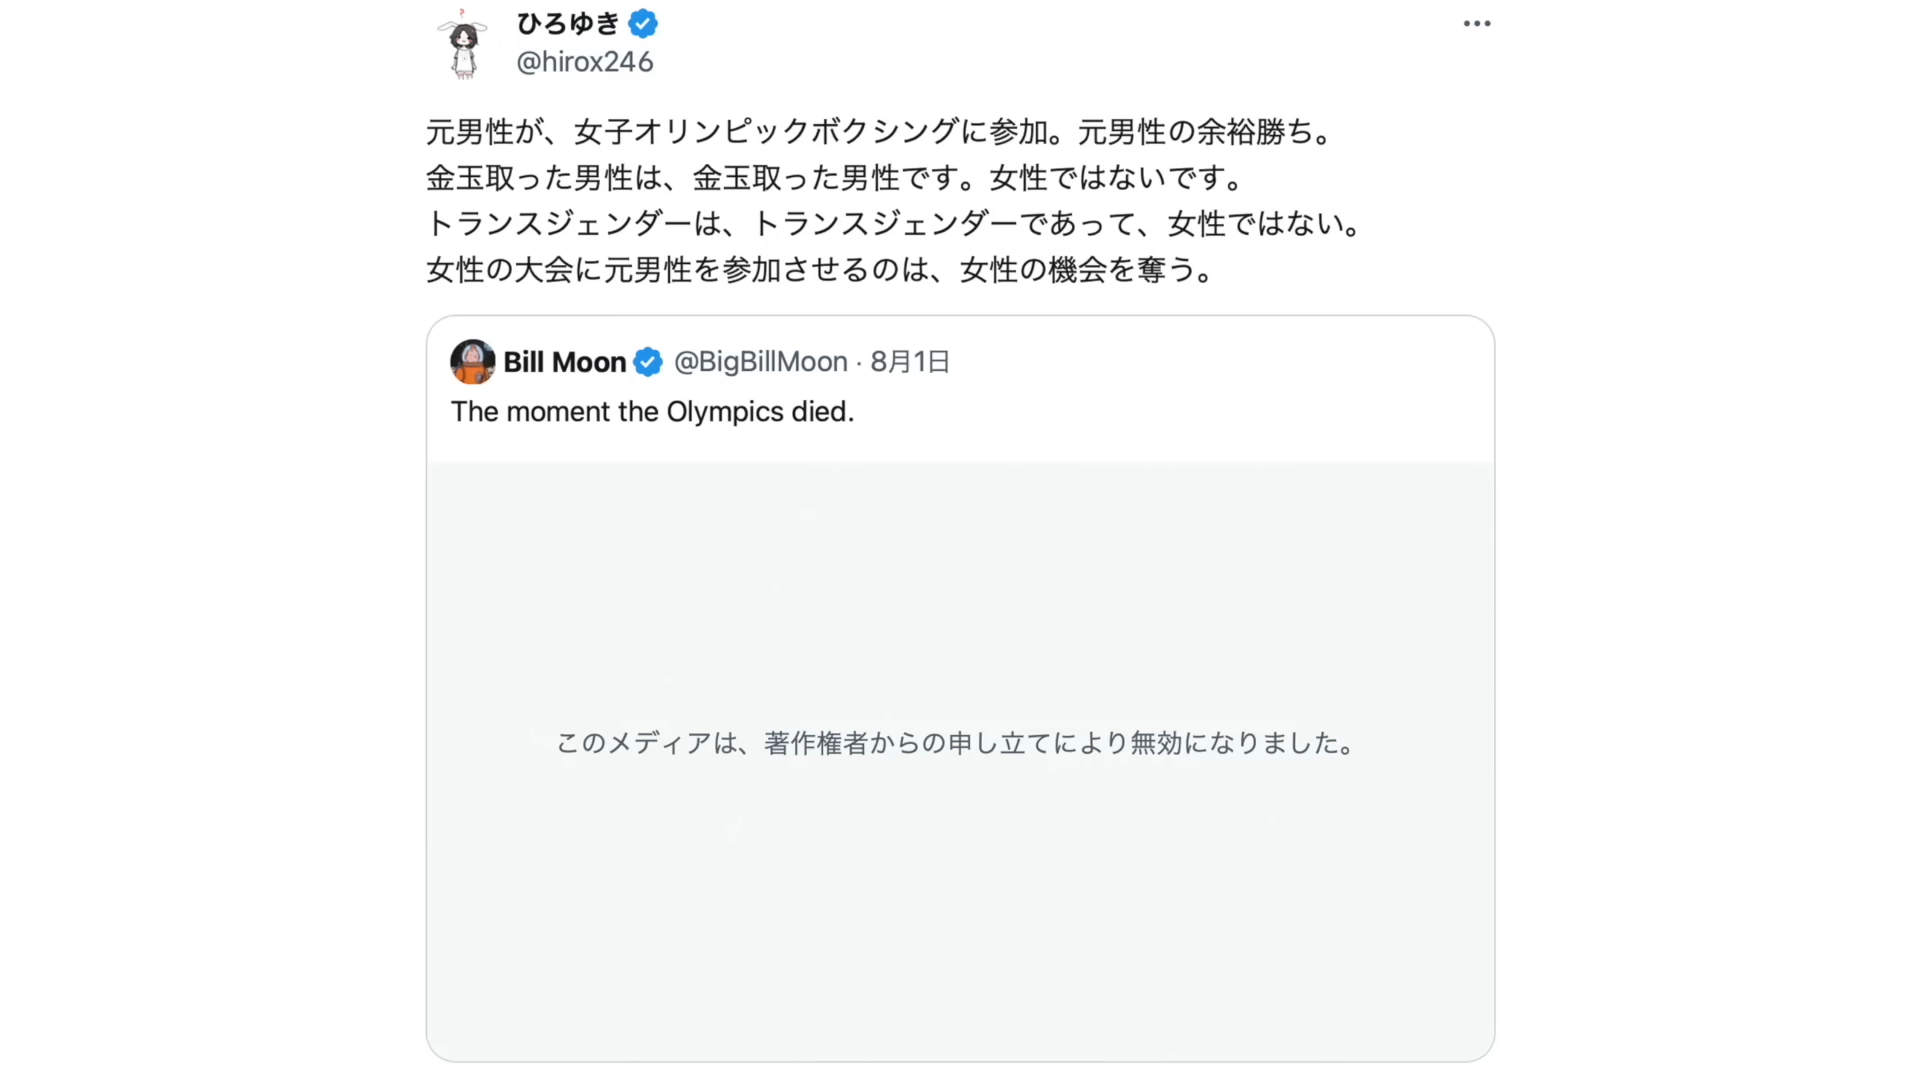 ひろゆき
@hirox246
元男性が、女子オリンピックボクシングに参加。元男性の余裕勝ち。
金玉取った男性は、金玉取った男性です。女性ではないです。
トランスジェンダーは、トランスジェンダーであって、女性ではない。
女性の大会に元男性を参加させるのは、女性の機会を奪う。
Bill Moon @BigBillMoon · 8月1日
The moment the Olympics died.
このメディアは、著作権者からの申し立てにより無効になりました。